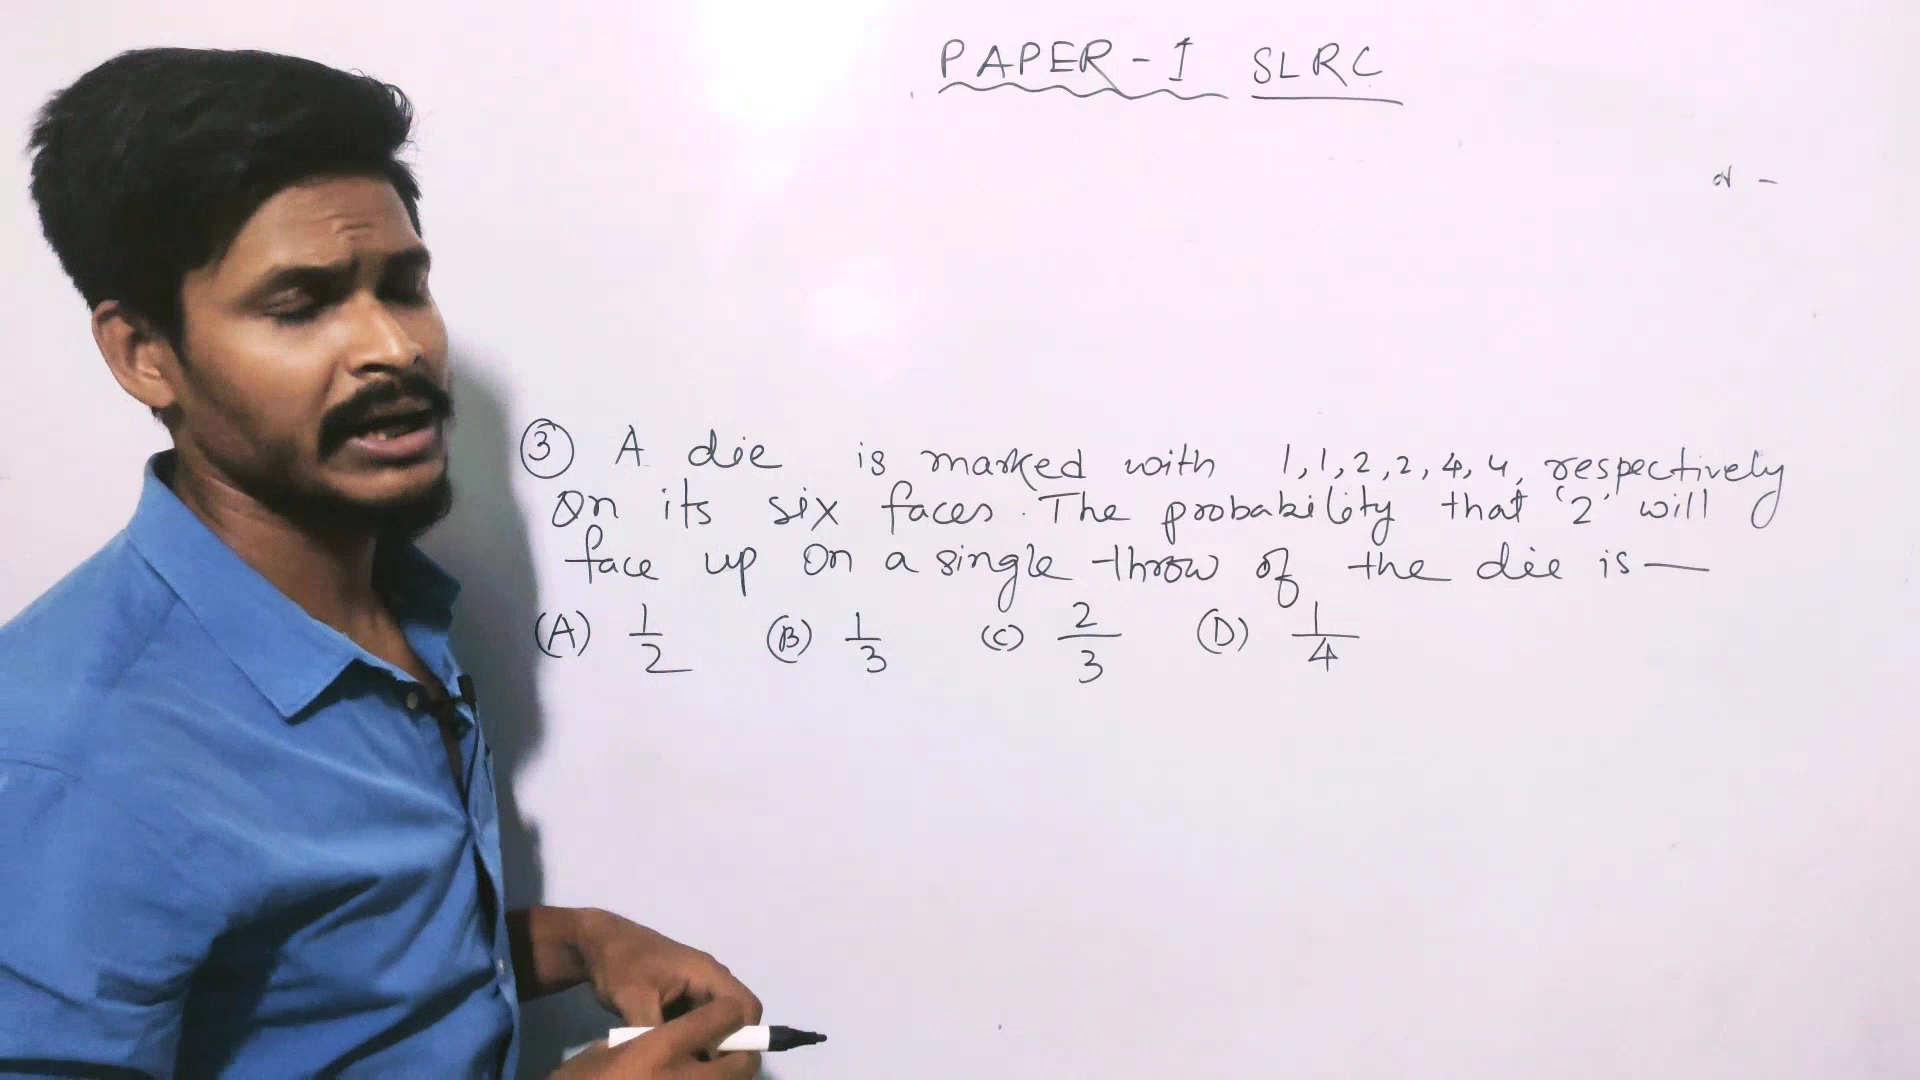 PAPER - I SLRC
③ A die is marked with 1, 1, 2, 2, 4, 4, respectively
on its six faces. The probability that '2' will
face up on a single throw of the die is —
(A) 1/2 (B) 1/3 (C) 2/3 (D) 1/4